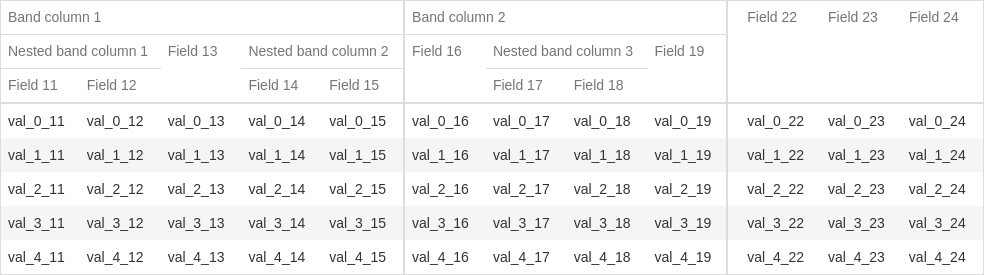 Band column 1 Band column 2 Field 22 Field 23 Field 24
Nested band column 1 Field 13 Nested band column 2 Field 16 Nested band column 3 Field 19
Field 11 Field 12 Field 14 Field 15 Field 17 Field 18
val_0_11 val_0_12 val_0_13 val_0_14 val_0_15 val_0_16 val_0_17 val_0_18 val_0_19 val_0_22 val_0_23 val_0_24
val_1_11 val_1_12 val_1_13 val_1_14 val_1_15 val_1_16 val_1_17 val_1_18 val_1_19 val_1_22 val_1_23 val_1_24
val_2_11 val_2_12 val_2_13 val_2_14 val_2_15 val_2_16 val_2_17 val_2_18 val_2_19 val_2_22 val_2_23 val_2_24
val_3_11 val_3_12 val_3_13 val_3_14 val_3_15 val_3_16 val_3_17 val_3_18 val_3_19 val_3_22 val_3_23 val_3_24
val_4_11 val_4_12 val_4_13 val_4_14 val_4_15 val_4_16 val_4_17 val_4_18 val_4_19 val_4_22 val_4_23 val_4_24